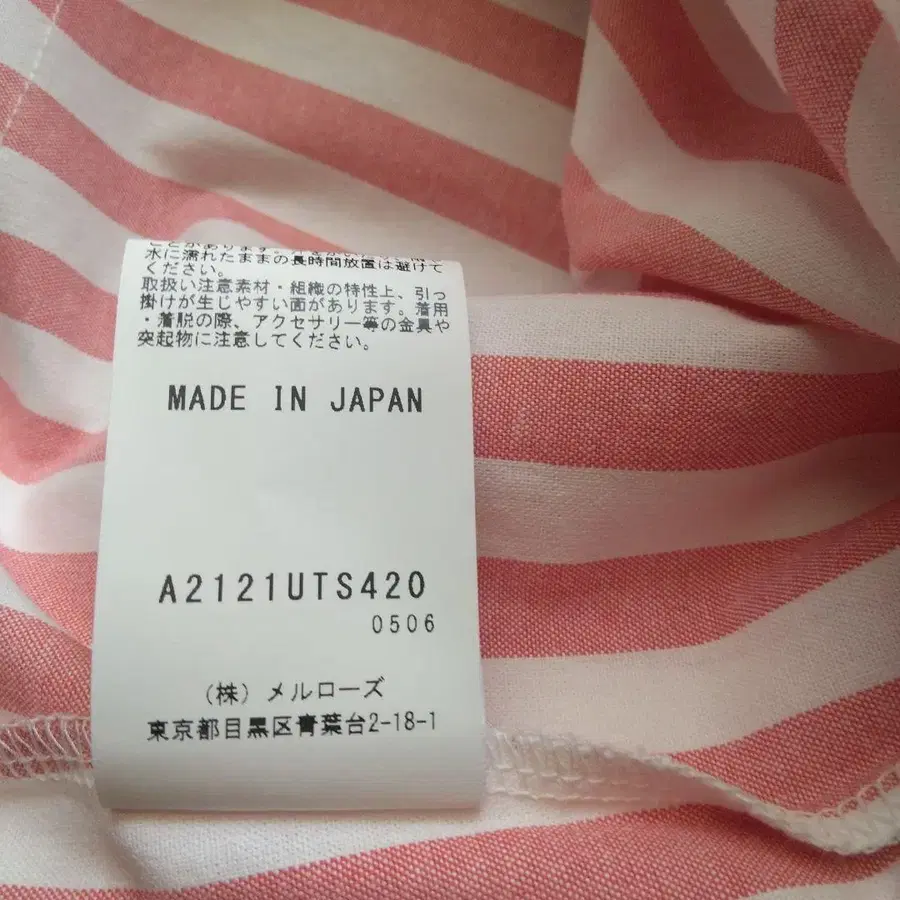 水に濡れたままの長時間放置は避けて
ください。
取扱い注意素材・組織の特性上、引っ
掛けが生じやすい面があります。着用
・着脱の際、アクセサリー等の金具や
突起物に注意してください。
MADE IN JAPAN
A2121UTS420
0506
（株）メルローズ
東京都目黒区青葉台2-18-1